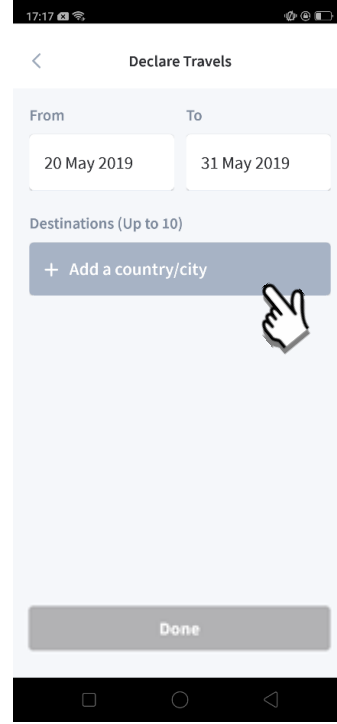 17:17
Declare Travels
From To
20 May 2019 31 May 2019
Destinations (Up to 10)
+ Add a country/city
Done